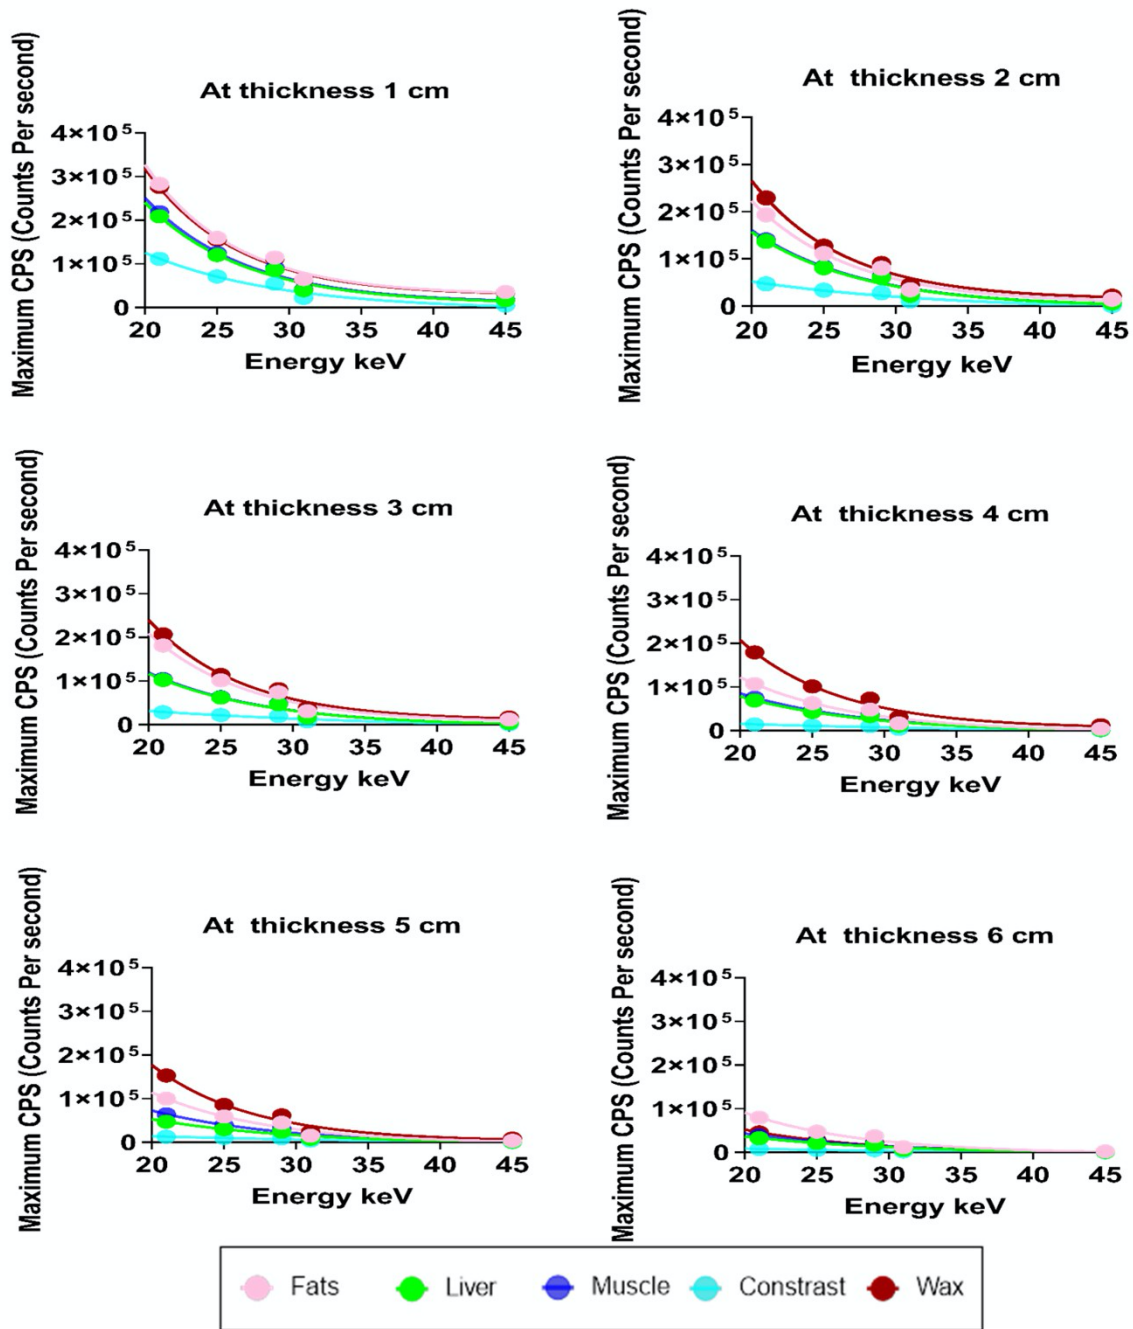 At thickness 1 cm
Maximum CPS (Counts Per second)
4×10⁵
3×10⁵
2×10⁵
1×10⁵
0
20 25 30 35 40 45
Energy keV
At thickness 2 cm
Maximum CPS (Counts Per second)
4×10⁵
3×10⁵
2×10⁵
1×10⁵
0
20 25 30 35 40 45
Energy keV
At thickness 3 cm
Maximum CPS (Counts Per second)
4×10⁵
3×10⁵
2×10⁵
1×10⁵
0
20 25 30 35 40 45
Energy keV
At thickness 4 cm
Maximum CPS (Counts Per second)
4×10⁵
3×10⁵
2×10⁵
1×10⁵
0
20 25 30 35 40 45
Energy keV
At thickness 5 cm
Maximum CPS (Counts Per second)
4×10⁵
3×10⁵
2×10⁵
1×10⁵
0
20 25 30 35 40 45
Energy keV
At thickness 6 cm
Maximum CPS (Counts Per second)
4×10⁵
3×10⁵
2×10⁵
1×10⁵
0
20 25 30 35 40 45
Energy keV
Fats Liver Muscle Constrast Wax